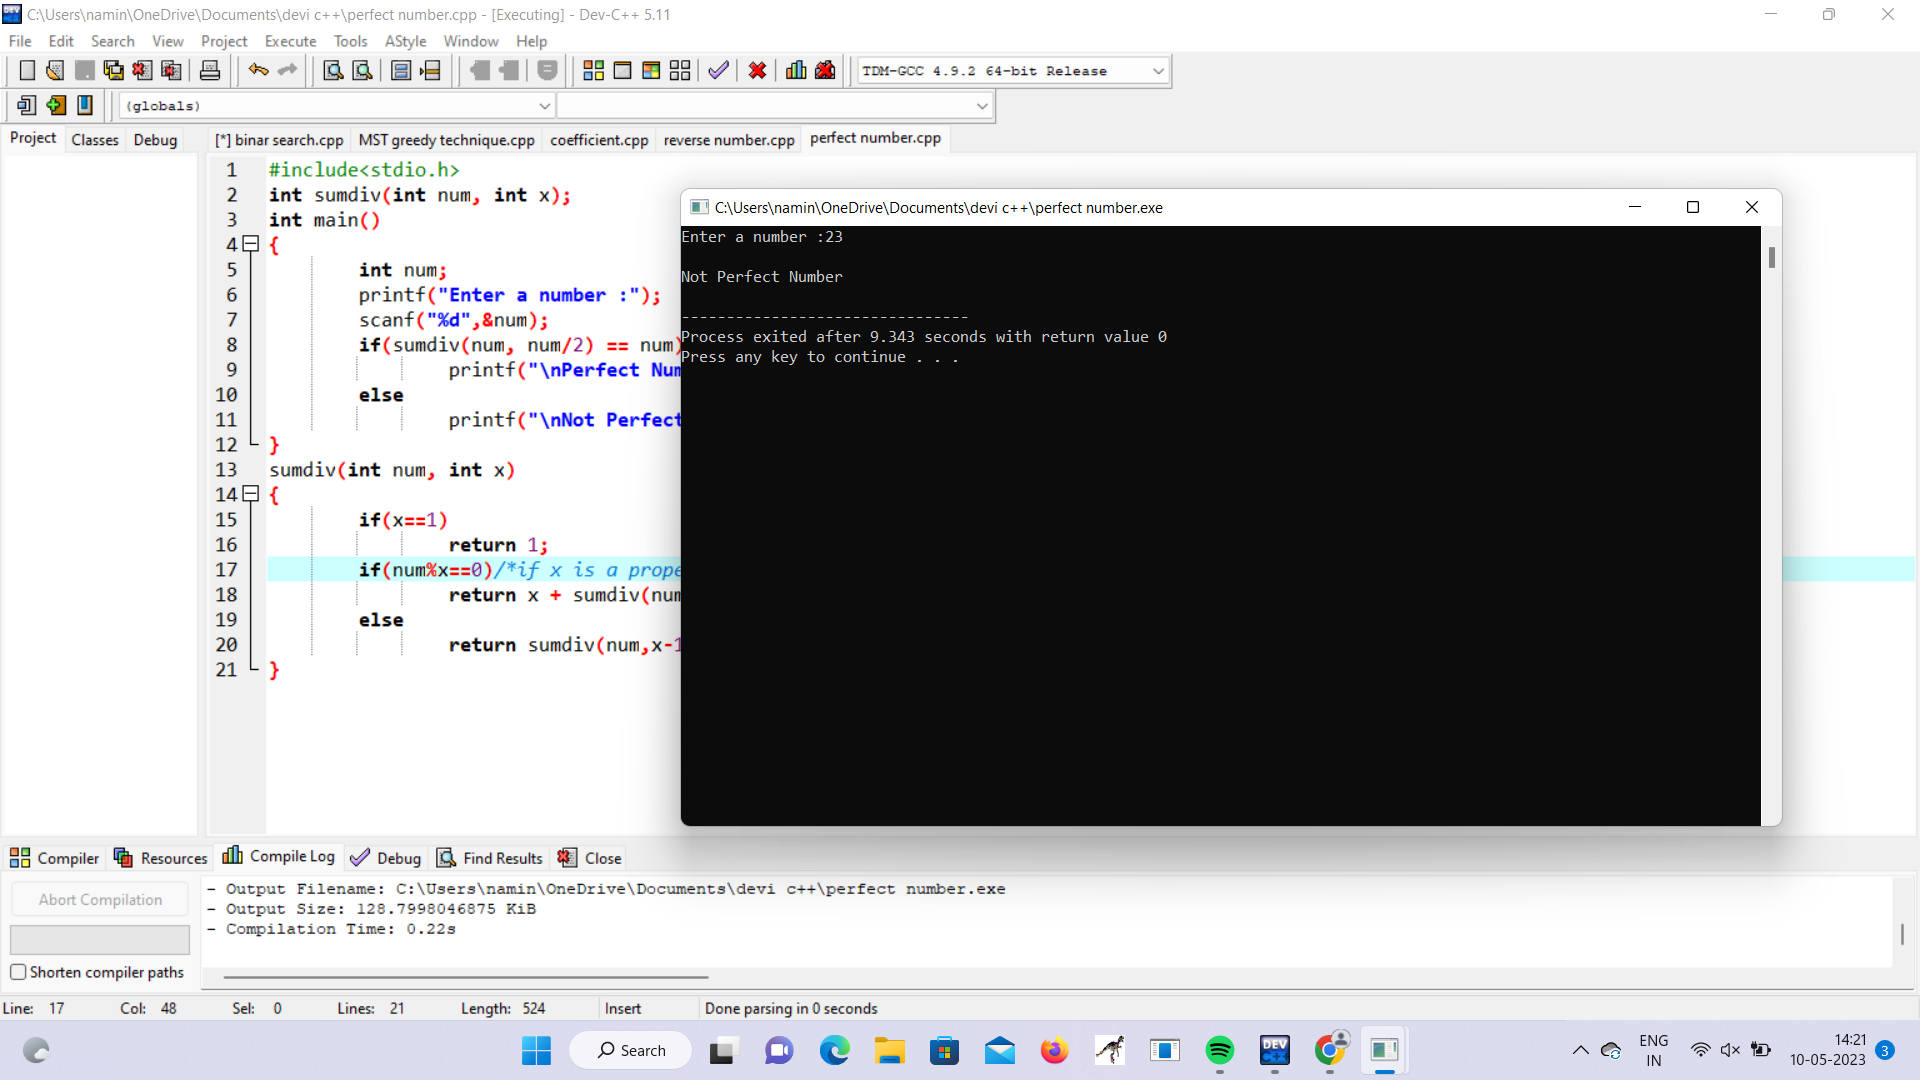 C:\Users\namin\OneDrive\Documents\devi c++\perfect number.cpp - [Executing] - Dev-C++ 5.11
File Edit Search View Project Execute Tools AStyle Window Help
TDM-GCC 4.9.2 64-bit Release
(globals)
Project Classes Debug
[*] binar search.cpp MST greedy technique.cpp coefficient.cpp reverse number.cpp perfect number.cpp
1 #include<stdio.h>
2 int sumdiv(int num, int x);
3 int main()
4 {
5 int num;
6 printf("Enter a number :");
7 scanf("%d",&num);
8 if(sumdiv(num, num/2) == num)
9 printf("\nPerfect Num
10 else
11 printf("\nNot Perfect
12 }
13 sumdiv(int num, int x)
14 {
15 if(x==1)
16 return 1;
17 if(num%x==0)/*if x is a prope
18 return x + sumdiv(num
19 else
20 return sumdiv(num,x-1
21 }
C:\Users\namin\OneDrive\Documents\devi c++\perfect number.exe
Enter a number :23
Not Perfect Number
--------------------------------
Process exited after 9.343 seconds with return value 0
Press any key to continue . . .
Compiler Resources Compile Log Debug Find Results Close
Abort Compilation
Shorten compiler paths
- Output Filename: C:\Users\namin\OneDrive\Documents\devi c++\perfect number.exe
- Output Size: 128.7998046875 KiB
- Compilation Time: 0.22s
Line: 17 Col: 48 Sel: 0 Lines: 21 Length: 524 Insert Done parsing in 0 seconds
Search
DEV C++
ENG
IN
14:21
10-05-2023
3